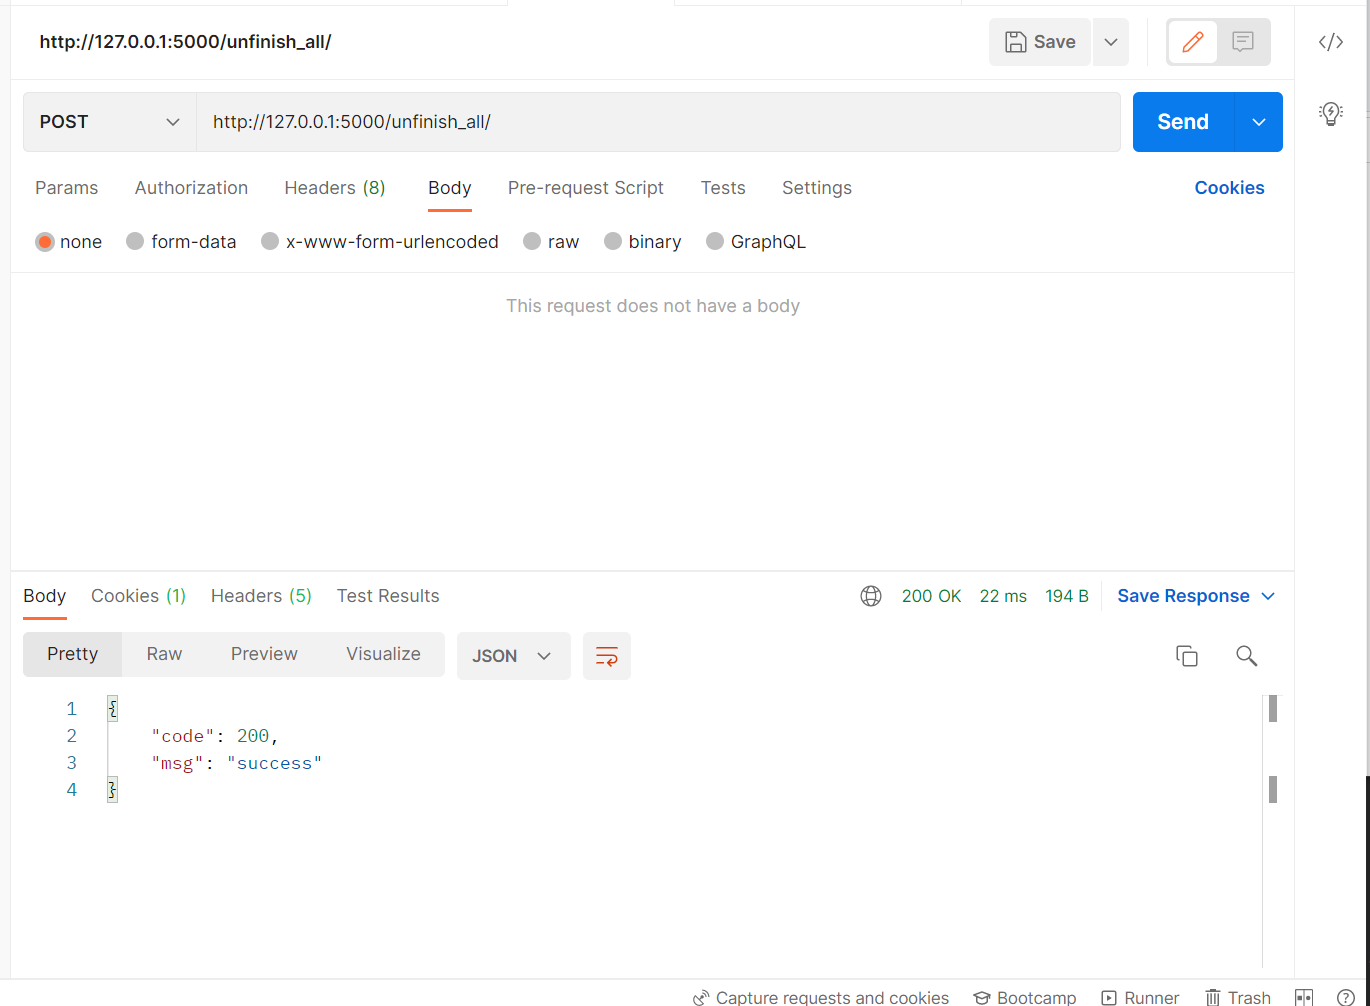 http://127.0.0.1:5000/unfinish_all/
Save
POST
http://127.0.0.1:5000/unfinish_all/
Send
Params Authorization Headers (8) Body Pre-request Script Tests Settings Cookies
none form-data x-www-form-urlencoded raw binary GraphQL
This request does not have a body
Body Cookies (1) Headers (5) Test Results 200 OK 22 ms 194 B Save Response
Pretty Raw Preview Visualize JSON
1 {
2 "code": 200,
3 "msg": "success"
4 }
Capture requests and cookies Bootcamp Runner Trash